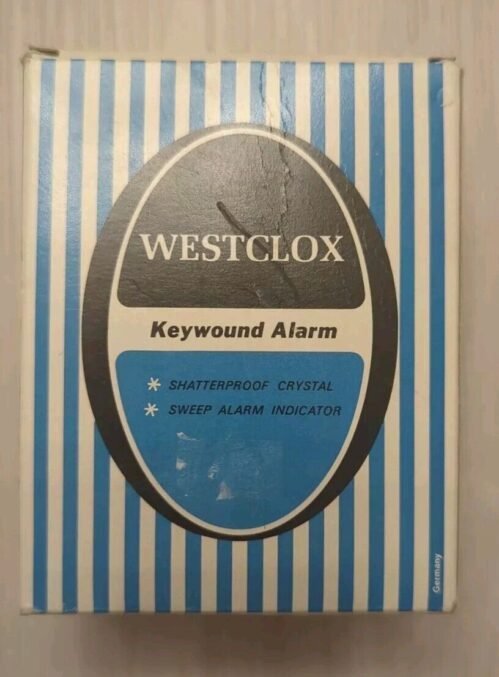 WESTCLOX
Keywound Alarm
* SHATTERPROOF CRYSTAL
* SWEEP ALARM INDICATOR
Germany